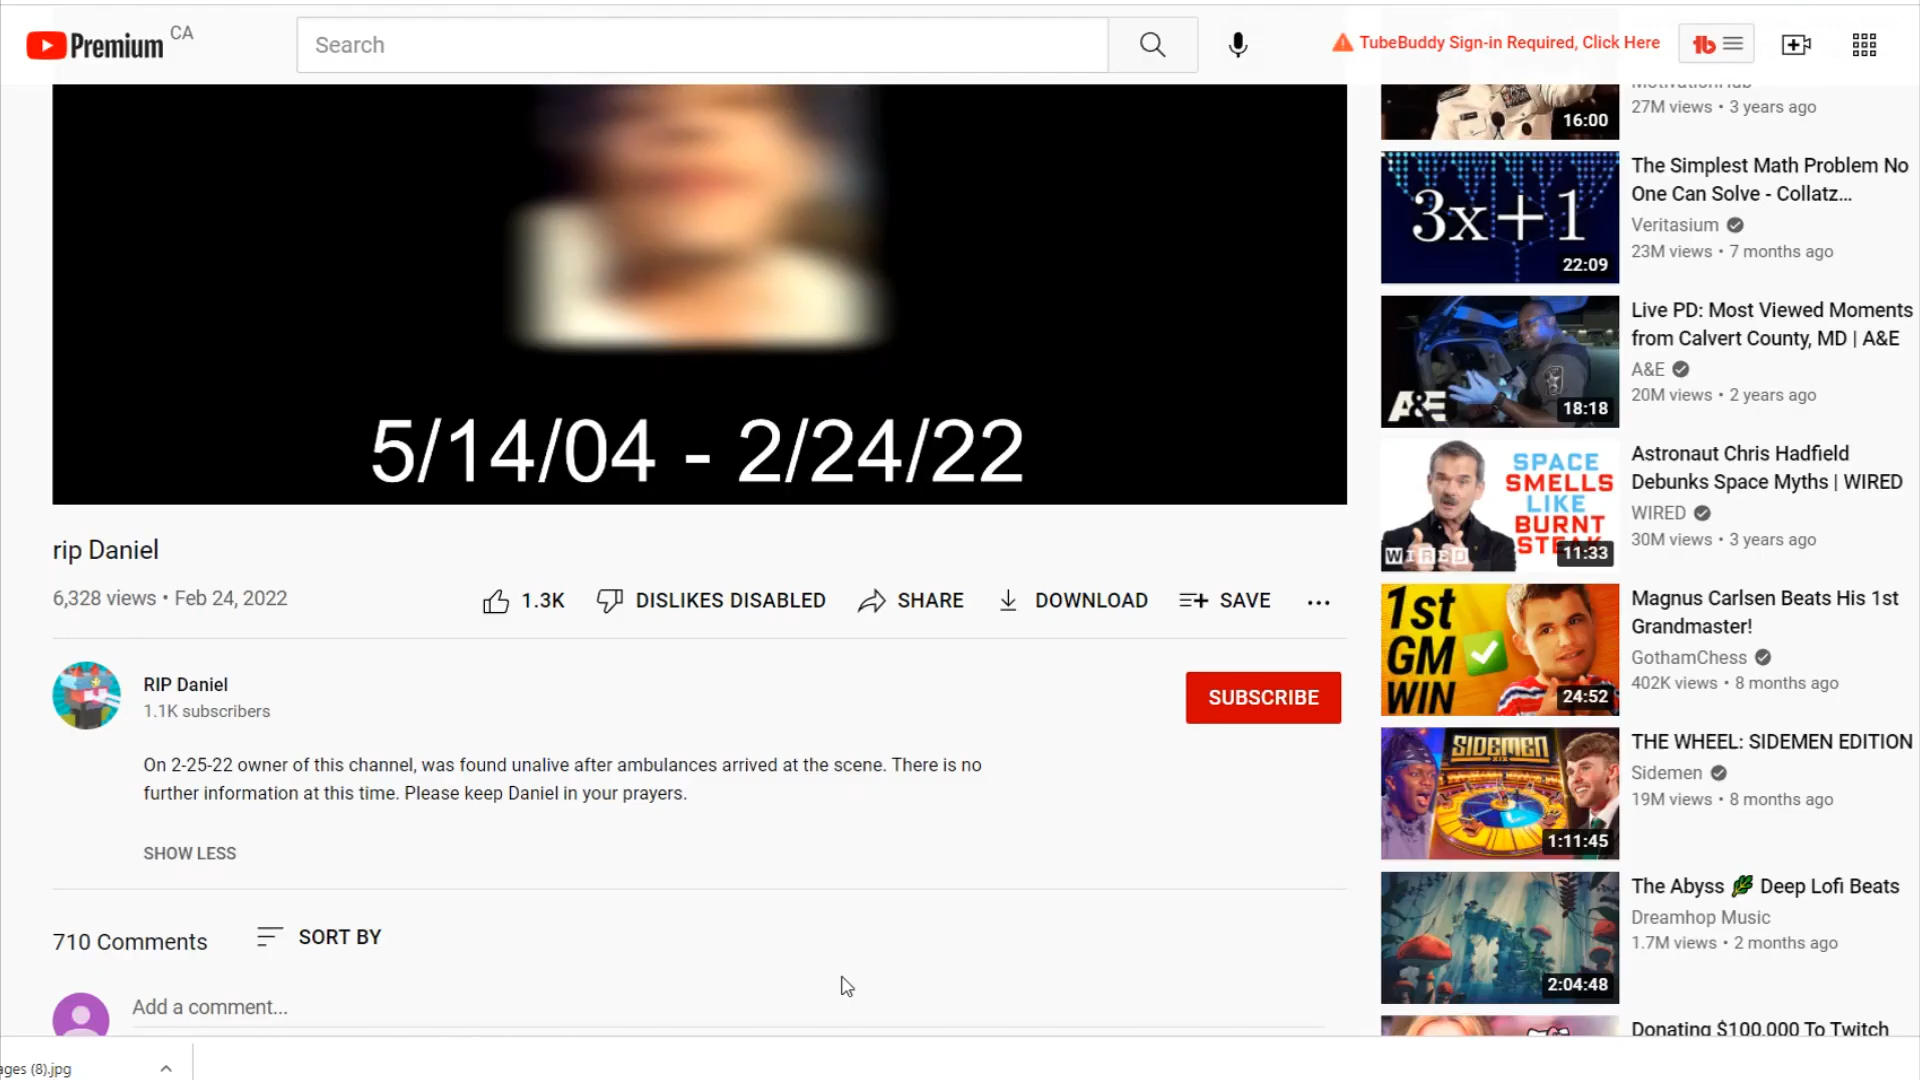 Premium CA
Search
TubeBuddy Sign-in Required, Click Here
5/14/04 - 2/24/22
rip Daniel
6,328 views • Feb 24, 2022
1.3K
DISLIKES DISABLED
SHARE
DOWNLOAD
SAVE
RIP Daniel
1.1K subscribers
SUBSCRIBE
On 2-25-22 owner of this channel, was found unalive after ambulances arrived at the scene. There is no
further information at this time. Please keep Daniel in your prayers.
SHOW LESS
710 Comments
SORT BY
Add a comment...
16:00
27M views • 3 years ago
3x+1
22:09
The Simplest Math Problem No
One Can Solve - Collatz...
Veritasium
23M views • 7 months ago
A&E
18:18
Live PD: Most Viewed Moments
from Calvert County, MD | A&E
A&E
20M views • 2 years ago
SPACE
SMELLS
LIKE
BURNT
WIRED
11:33
Astronaut Chris Hadfield
Debunks Space Myths | WIRED
WIRED
30M views • 3 years ago
1st
GM
WIN
24:52
Magnus Carlsen Beats His 1st
Grandmaster!
GothamChess
402K views • 8 months ago
SIDEMEN
1:11:45
THE WHEEL: SIDEMEN EDITION
Sidemen
19M views • 8 months ago
2:04:48
The Abyss 🌿 Deep Lofi Beats
Dreamhop Music
1.7M views • 2 months ago
Donating $100,000 To Twitch
ages (8).jpg